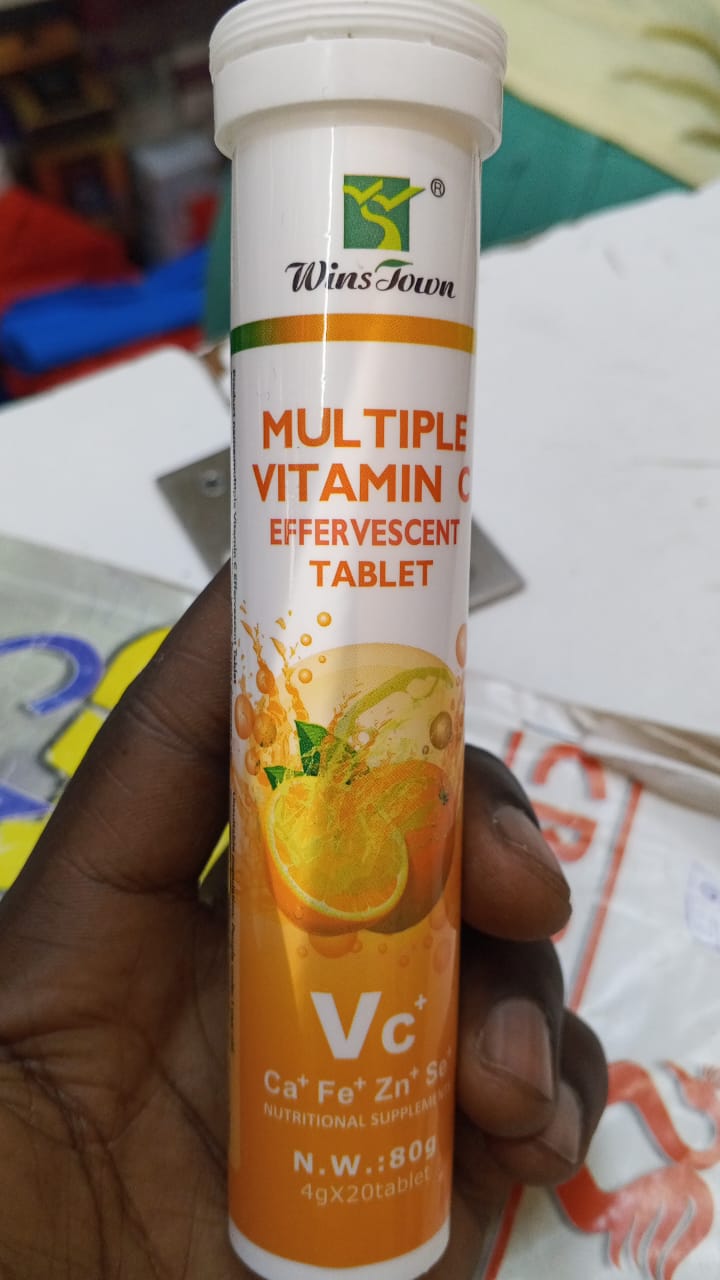 ®
Wins Town
MULTIPLE
VITAMIN C
EFFERVESCENT
TABLET
Vc+
Ca+ Fe+ Zn+ Se+
NUTRITIONAL SUPPLEMENT
N.W.:80g
4gX20tablet